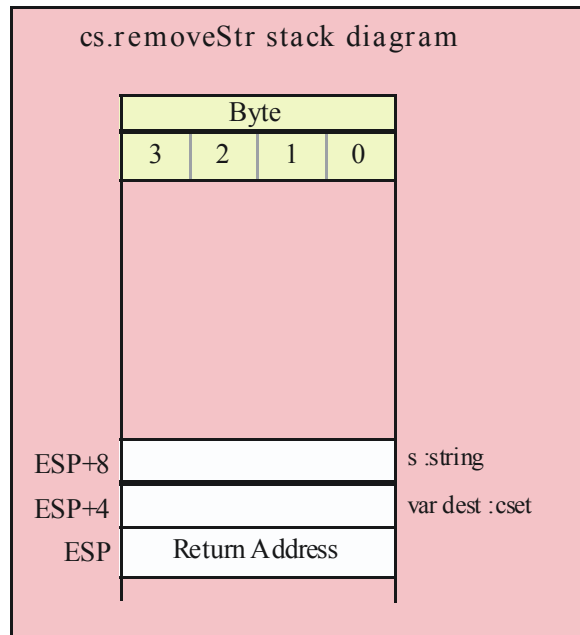 cs.removeStr stack diagram
Byte
3 2 1 0
ESP+8 s :string
ESP+4 var dest :cset
ESP Return Address